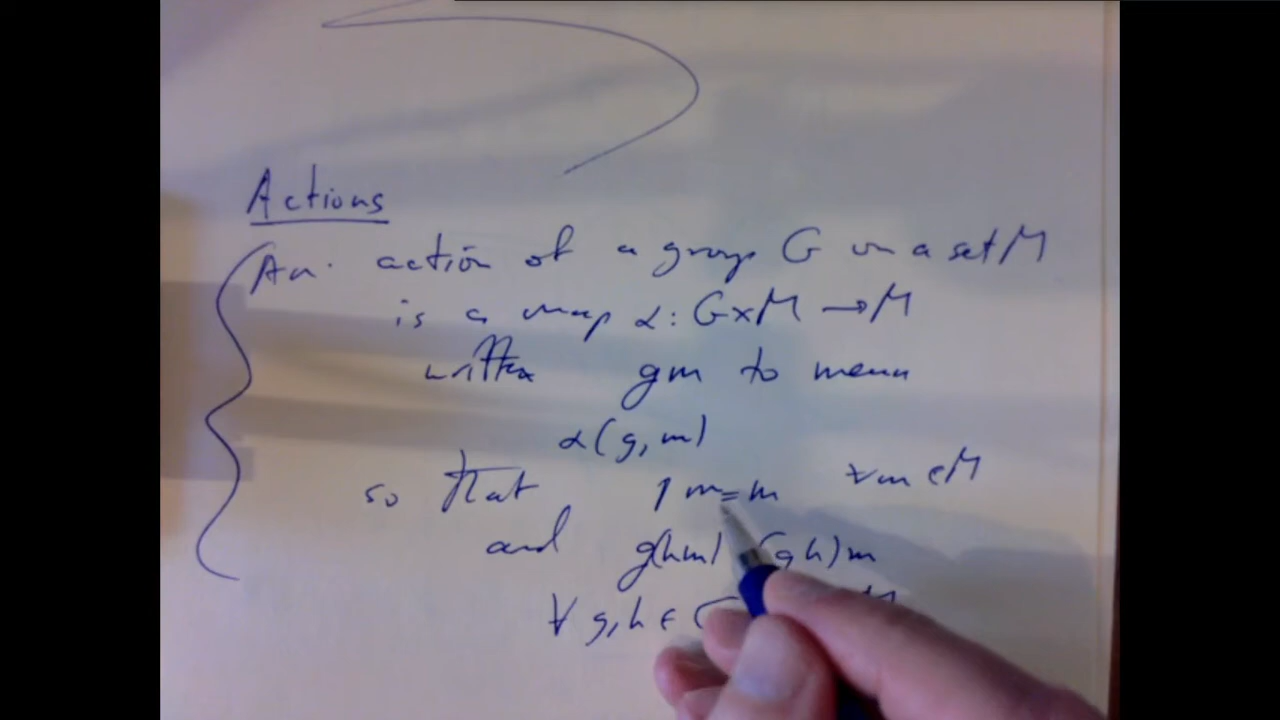 Actions
An action of a group G on a set M
is a map α: G×M → M
written gm to mean
α(g,m)
so that 1m=m ∀m∈M
and g(hm) (gh)m
∀ g,h ∈ G M